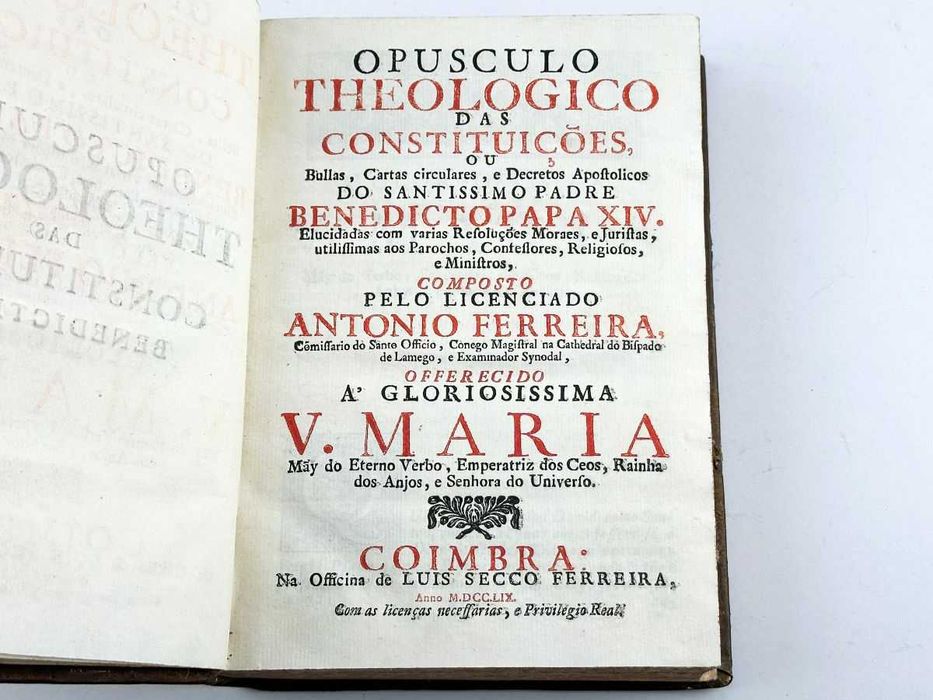 OPUSCULO
THEOLOGICO
DAS
CONSTITUIÇÕES,
OU
Bullas, Cartas circulares, e Decretos Apoſtolicos
DO SANTISSIMO PADRE
BENEDICTO PAPA XIV.
Elucidadas com varias Reſoluções Moraes, e Juriſtas,
utiliſſimas aos Parochos, Confeſſores, Religioſos,
e Miniſtros,
COMPOSTO
PELO LICENCIADO
ANTONIO FERREIRA,
Cõmiſſario do Santo Officio, Conego Magiſtral na Cathedral do Biſpado
de Lamego, e Examinador Synodal,
OFFERECIDO
A' GLORIOSISSIMA
V. MARIA
Mãy do Eterno Verbo, Emperatriz dos Ceos, Rainha
dos Anjos, e Senhora do Univerſo.
COIMBRA:
Na Officina de LUIS SECCO FERREIRA,
Anno M.DCC.LIX.
Com as licenças neceſſarias, e Privilegio Real.